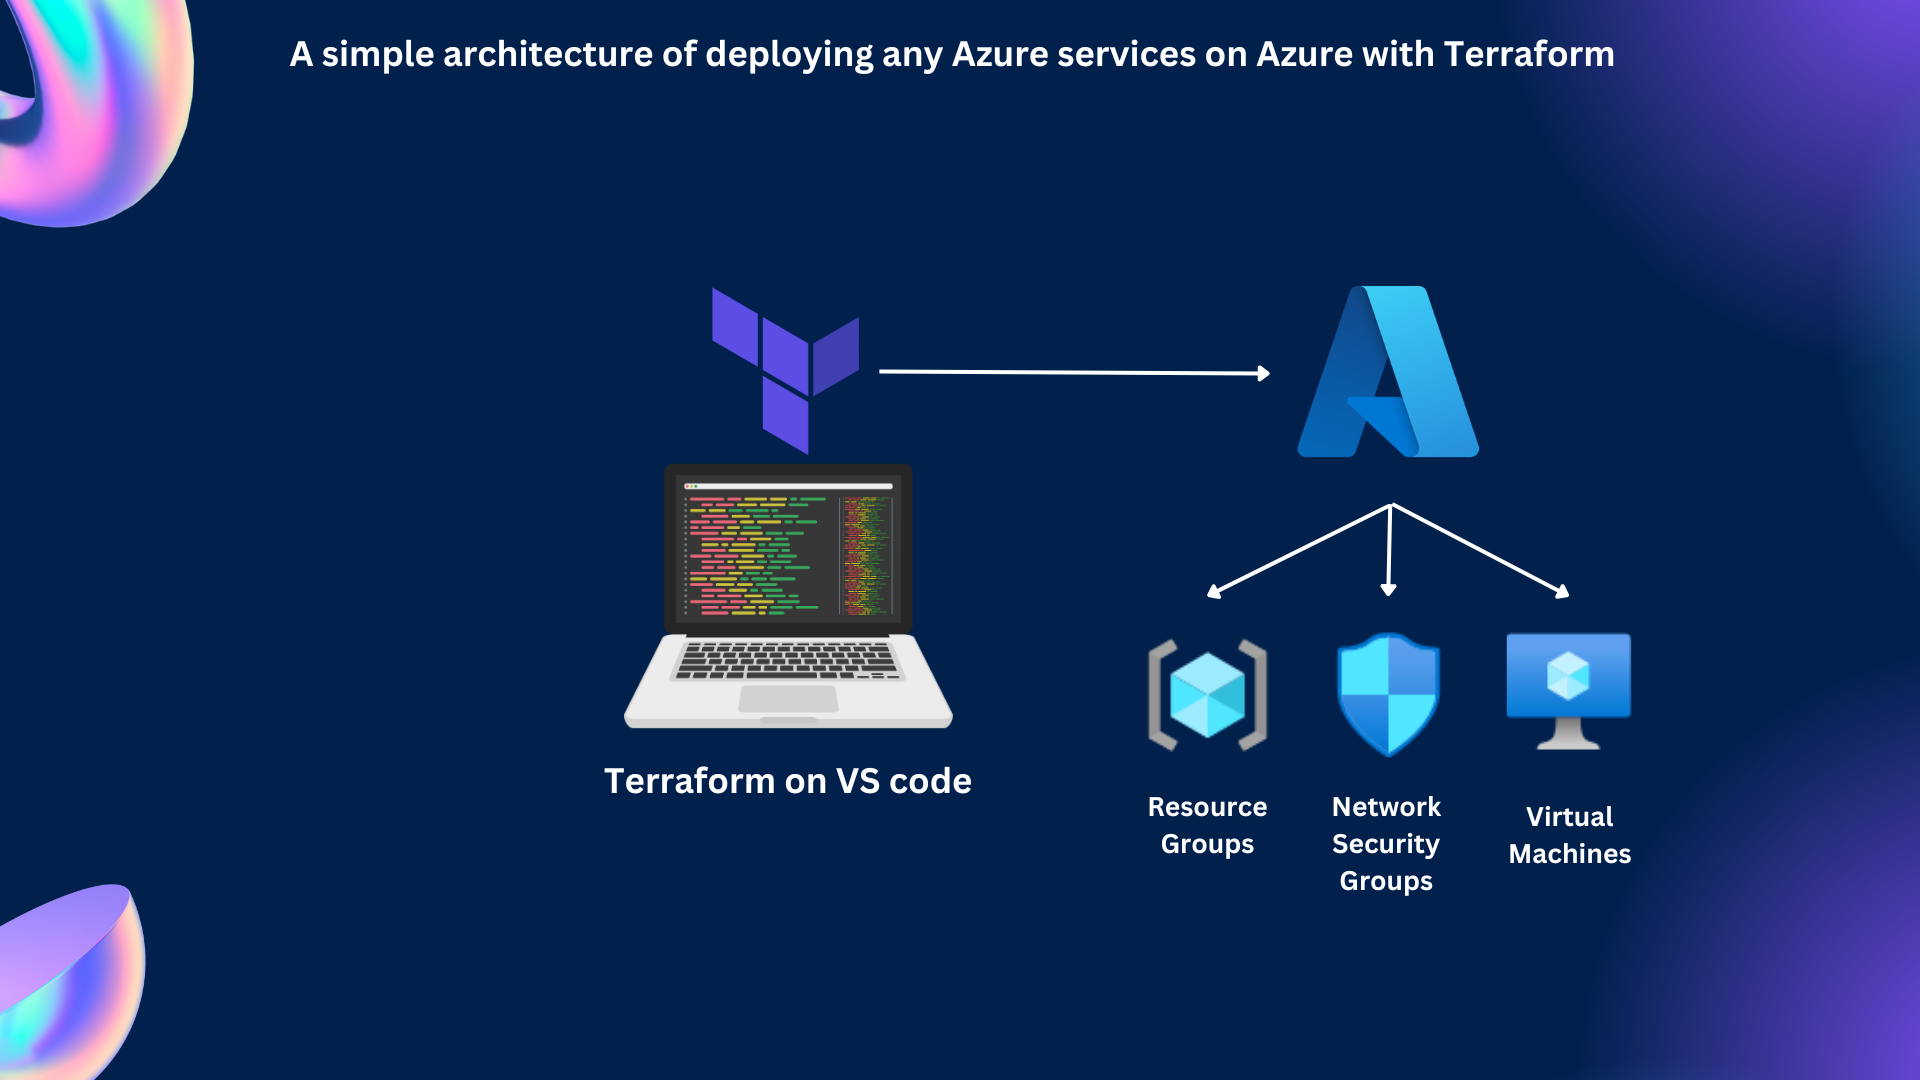 A simple architecture of deploying any Azure services on Azure with Terraform
Terraform on VS code
Resource
Groups
Network
Security
Groups
Virtual
Machines